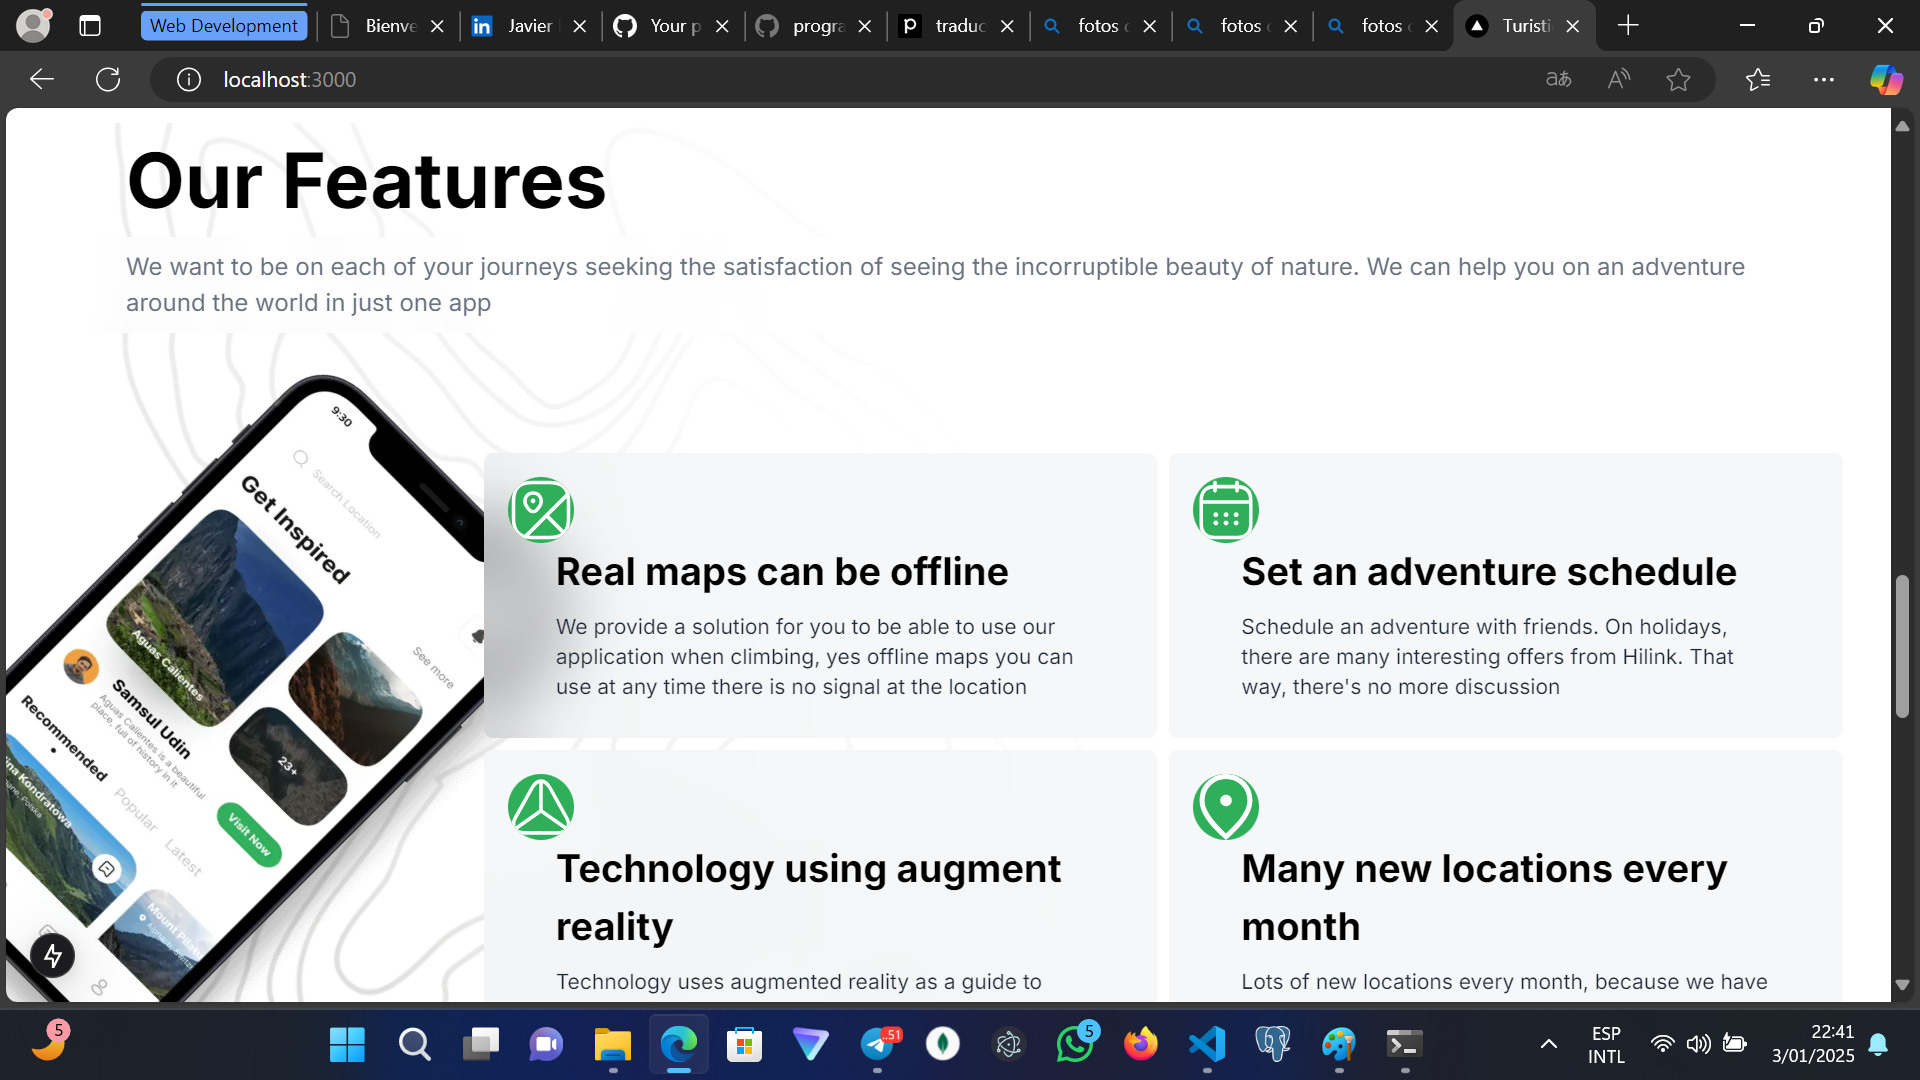 Web Development
Bienve
Javier
Your p
progra
traduc
fotos
fotos
fotos
Turisti
localhost:3000
Our Features
We want to be on each of your journeys seeking the satisfaction of seeing the incorruptible beauty of nature. We can help you on an adventure
around the world in just one app
9:30
Search Location
Get Inspired
Aguas Calientes
See more
Samsul Udin
Aguas Calientes is a beautiful
place, full of history in it
23+
Visit Now
Recommended
Popular
Latest
Kondratowa
Polska
Mount Pilat
Real maps can be offline
We provide a solution for you to be able to use our
application when climbing, yes offline maps you can
use at any time there is no signal at the location
Set an adventure schedule
Schedule an adventure with friends. On holidays,
there are many interesting offers from Hilink. That
way, there's no more discussion
Technology using augment
reality
Technology uses augmented reality as a guide to
Many new locations every
month
Lots of new locations every month, because we have
5
..51
5
ESP
INTL
22:41
3/01/2025